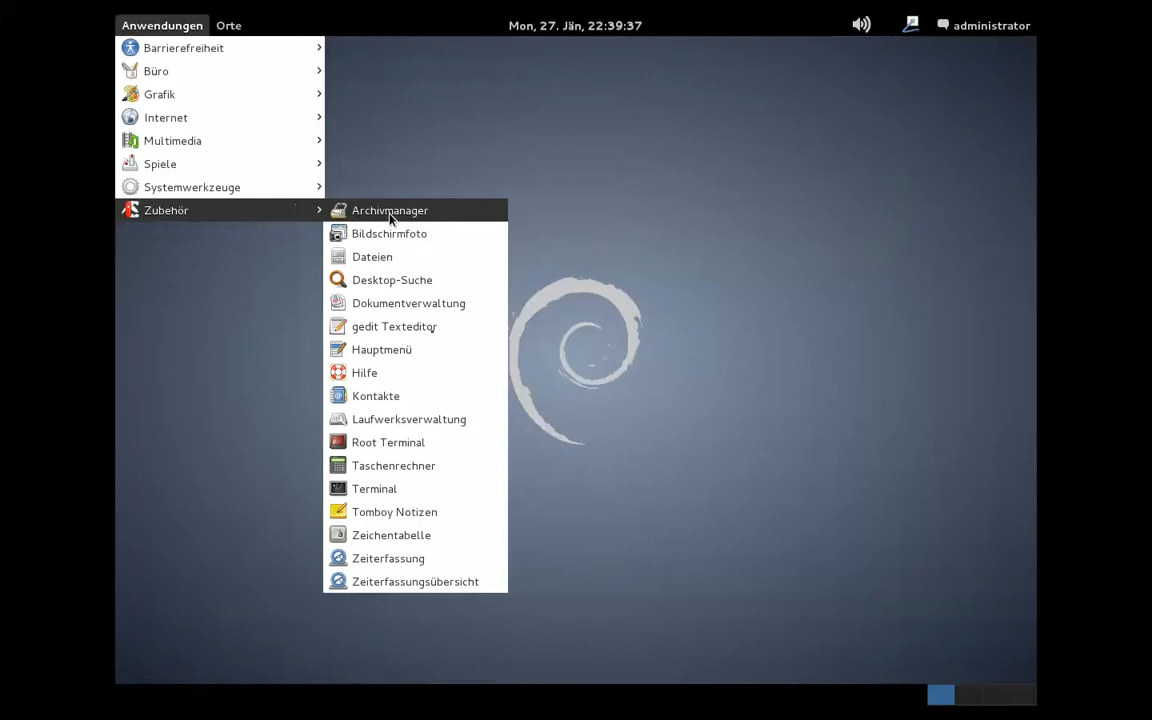 Anwendungen Orte Mon, 27. Jän, 22:39:37 administrator
Barrierefreiheit
Büro
Grafik
Internet
Multimedia
Spiele
Systemwerkzeuge
Zubehör
Archivmanager
Bildschirmfoto
Dateien
Desktop-Suche
Dokumentverwaltung
gedit Texteditor
Hauptmenü
Hilfe
Kontakte
Laufwerksverwaltung
Root Terminal
Taschenrechner
Terminal
Tomboy Notizen
Zeichentabelle
Zeiterfassung
Zeiterfassungsübersicht